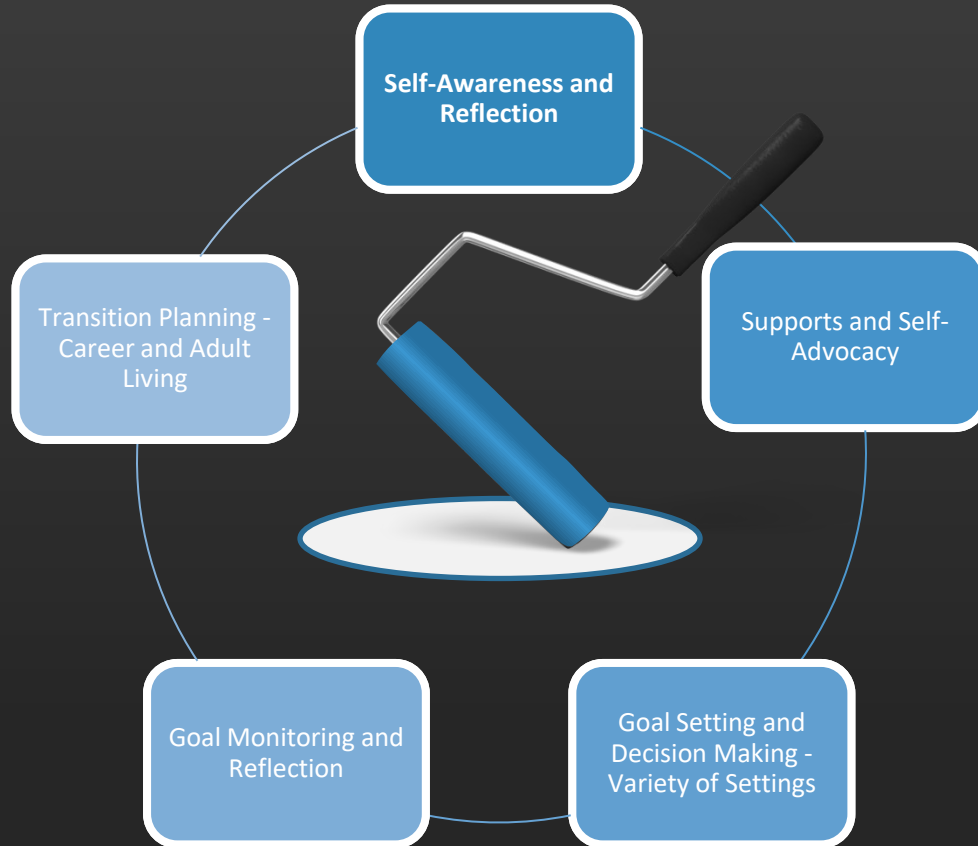 Self-Awareness and
Reflection
Supports and Self-
Advocacy
Goal Setting and
Decision Making -
Variety of Settings
Goal Monitoring and
Reflection
Transition Planning -
Career and Adult
Living